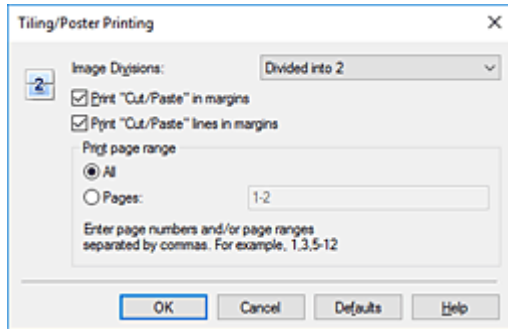 Tiling/Poster Printing
Image Divisions: Divided into 2
2
Print "Cut/Paste" in margins
Print "Cut/Paste" lines in margins
Print page range
All
Pages: 1-2
Enter page numbers and/or page ranges
separated by commas. For example, 1,3,5-12
OK Cancel Defaults Help